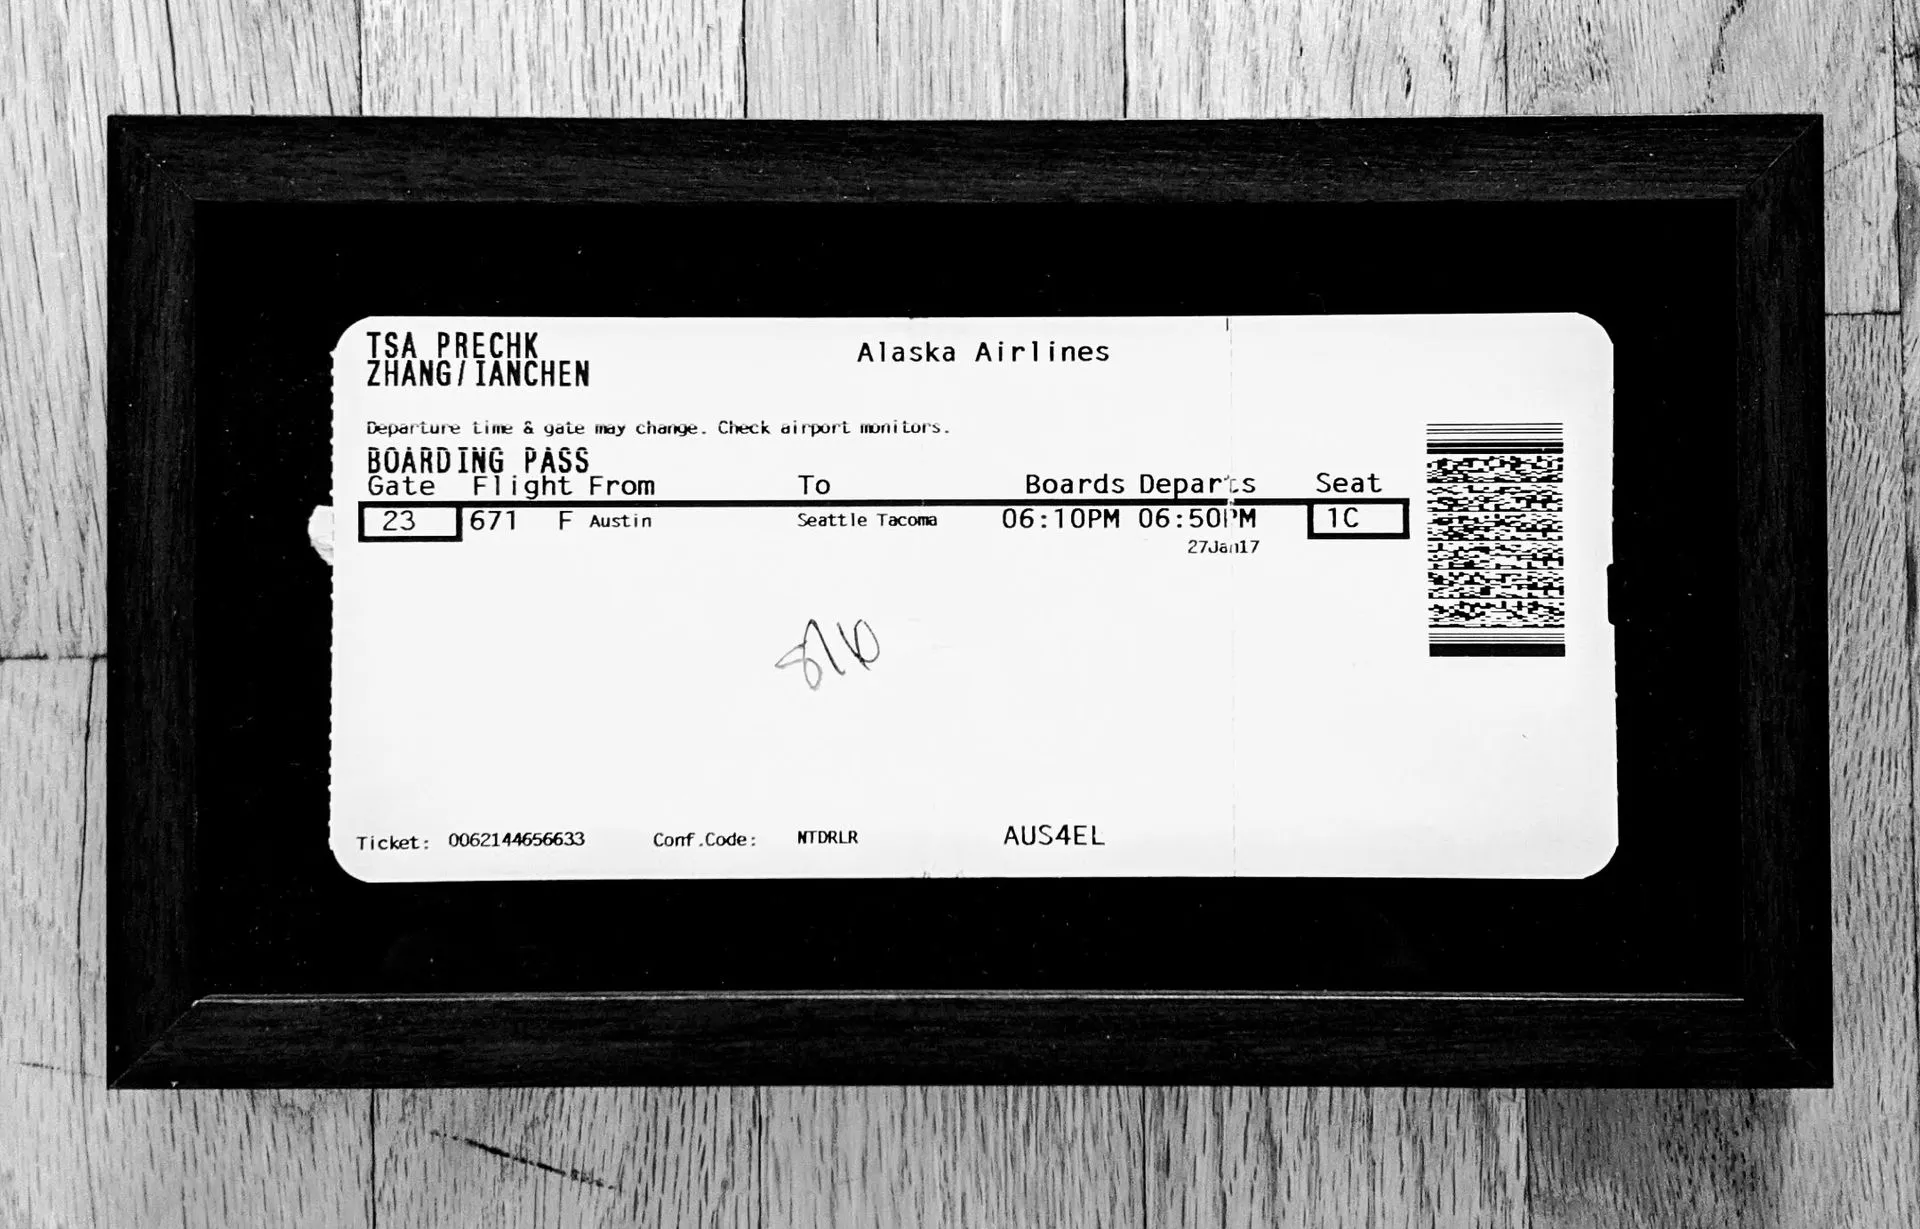 TSA PRECHK
Alaska Airlines
ZHANG/IANCHEN
Departure time & gate may change. Check airport monitors.
BOARDING PASS
Gate Flight From To Boards Departs Seat
23 671 F Austin Seattle Tacoma 06:10PM 06:50PM 1C
27Jan17
Ticket: 0062144656633 Conf.Code: NTDRLR AUS4EL